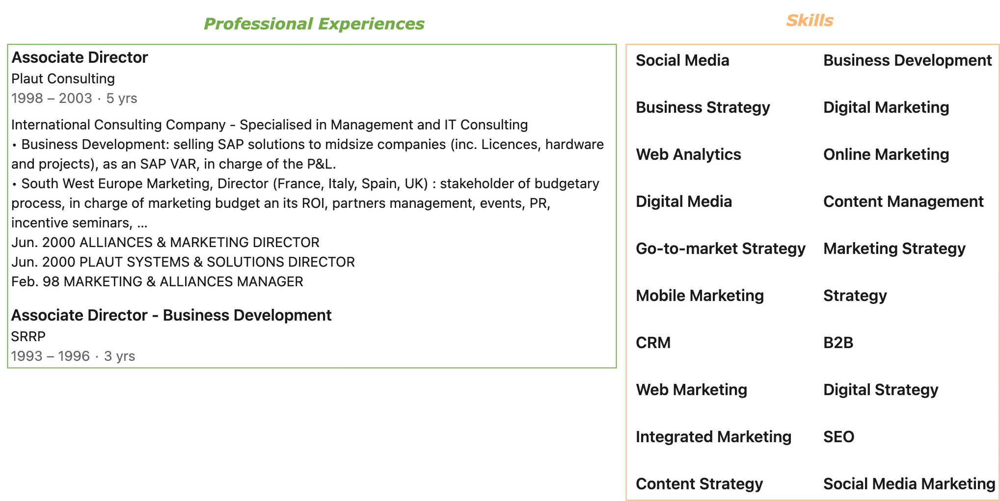 Professional Experiences
Associate Director
Plaut Consulting
1998 – 2003 · 5 yrs
International Consulting Company - Specialised in Management and IT Consulting
• Business Development: selling SAP solutions to midsize companies (inc. Licences, hardware
and projects), as an SAP VAR, in charge of the P&L.
• South West Europe Marketing, Director (France, Italy, Spain, UK) : stakeholder of budgetary
process, in charge of marketing budget an its ROI, partners management, events, PR,
incentive seminars, ...
Jun. 2000 ALLIANCES & MARKETING DIRECTOR
Jun. 2000 PLAUT SYSTEMS & SOLUTIONS DIRECTOR
Feb. 98 MARKETING & ALLIANCES MANAGER
Associate Director - Business Development
SRRP
1993 – 1996 · 3 yrs
Skills
Social Media Business Development
Business Strategy Digital Marketing
Web Analytics Online Marketing
Digital Media Content Management
Go-to-market Strategy Marketing Strategy
Mobile Marketing Strategy
CRM B2B
Web Marketing Digital Strategy
Integrated Marketing SEO
Content Strategy Social Media Marketing